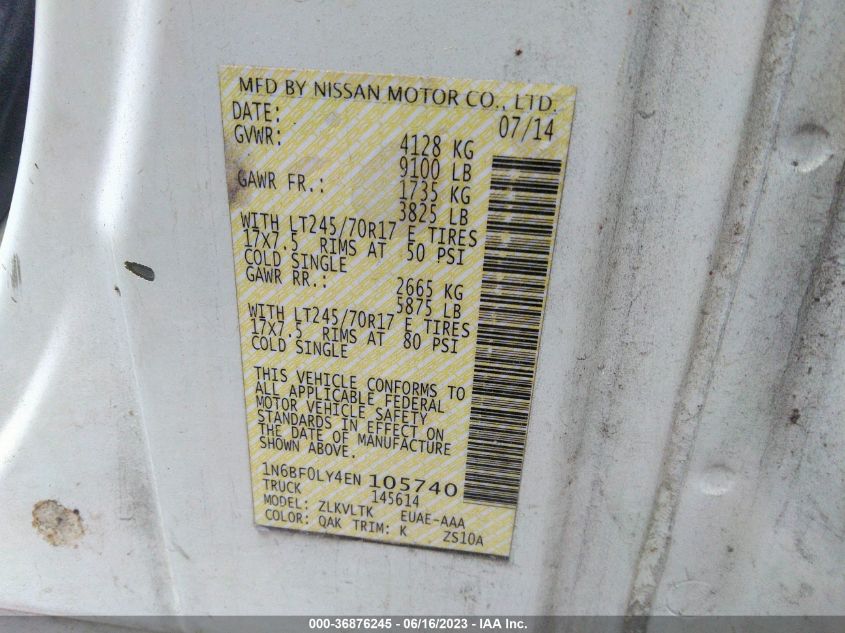 MFD BY NISSAN MOTOR CO., LTD.
DATE: 07/14
GVWR: 4128 KG
9100 LB
GAWR FR.: 1735 KG
3825 LB
WITH LT245/70R17 E TIRES
17X7.5 RIMS AT 50 PSI
COLD SINGLE
GAWR RR.: 2665 KG
5875 LB
WITH LT245/70R17 E TIRES
17X7.5 RIMS AT 80 PSI
COLD SINGLE
THIS VEHICLE CONFORMS TO
ALL APPLICABLE FEDERAL
MOTOR VEHICLE SAFETY
STANDARDS IN EFFECT ON
THE DATE OF MANUFACTURE
SHOWN ABOVE.
1N6BF0LY4EN 105740
TRUCK 145614
MODEL: ZLKVLTK EUAE-AAA
COLOR: QAK TRIM: K ZS10A
000-36876245 - 06/16/2023 - IAA Inc.